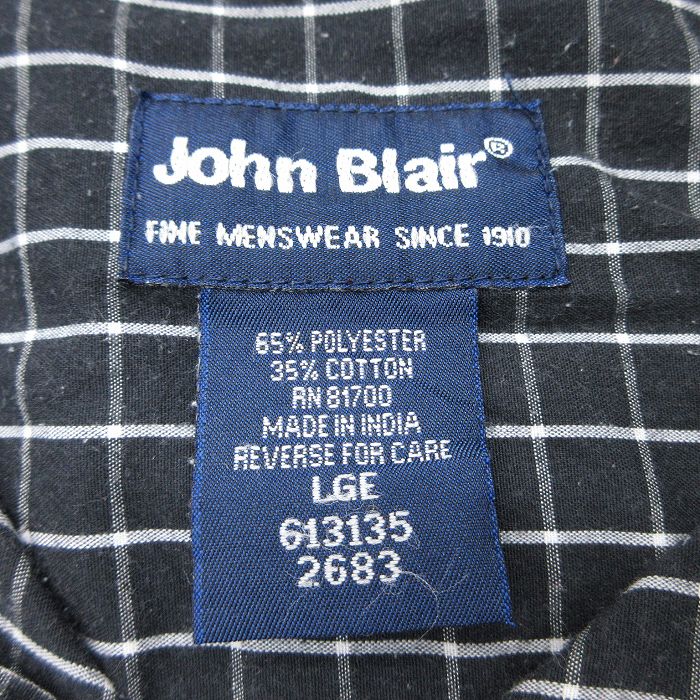 John Blair®
FINE MENSWEAR SINCE 1910
65% POLYESTER
35% COTTON
RN 81700
MADE IN INDIA
REVERSE FOR CARE
LGE
613135
2683